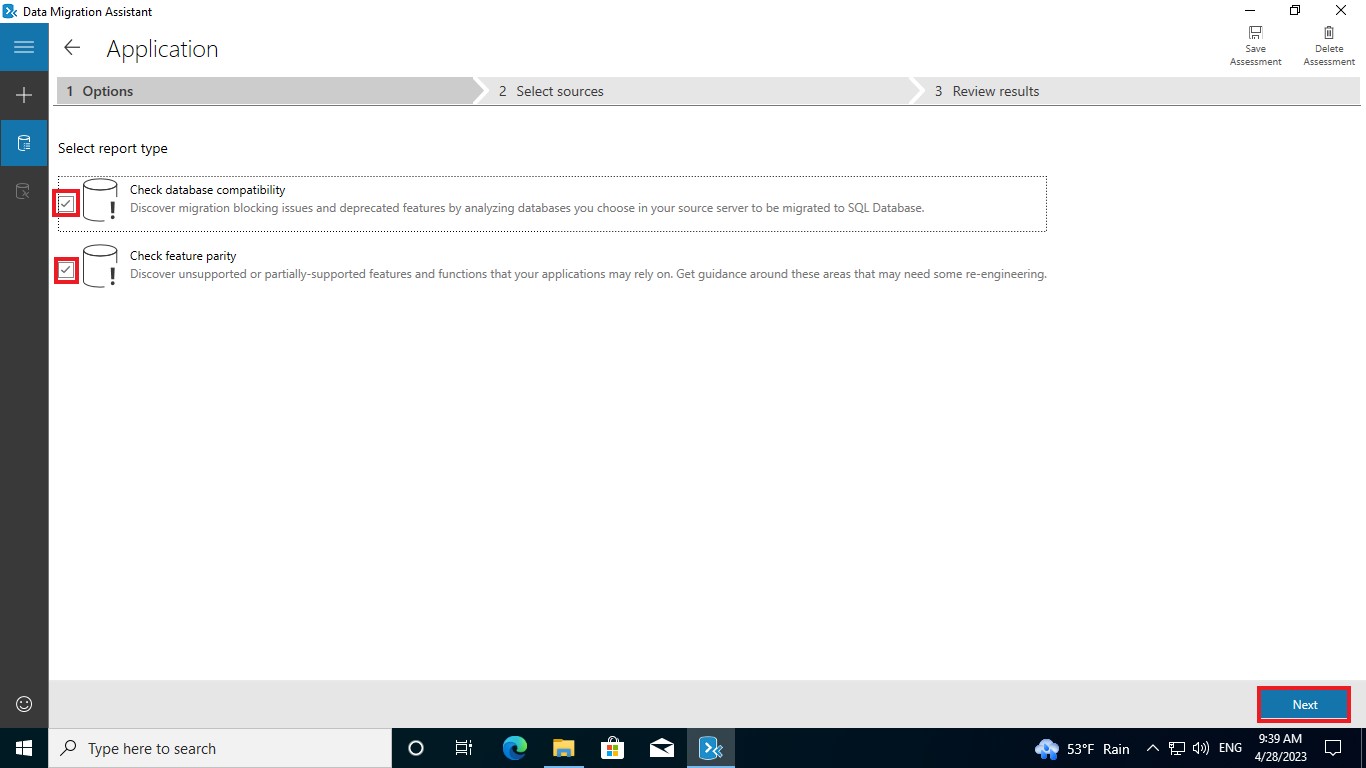 Data Migration Assistant
Application
Save
Assessment
Delete
Assessment
1 Options
2 Select sources
3 Review results
Select report type
Check database compatibility
Discover migration blocking issues and deprecated features by analyzing databases you choose in your source server to be migrated to SQL Database.
Check feature parity
Discover unsupported or partially-supported features and functions that your applications may rely on. Get guidance around these areas that may need some re-engineering.
Next
Type here to search
53°F Rain
ENG
9:39 AM
4/28/2023